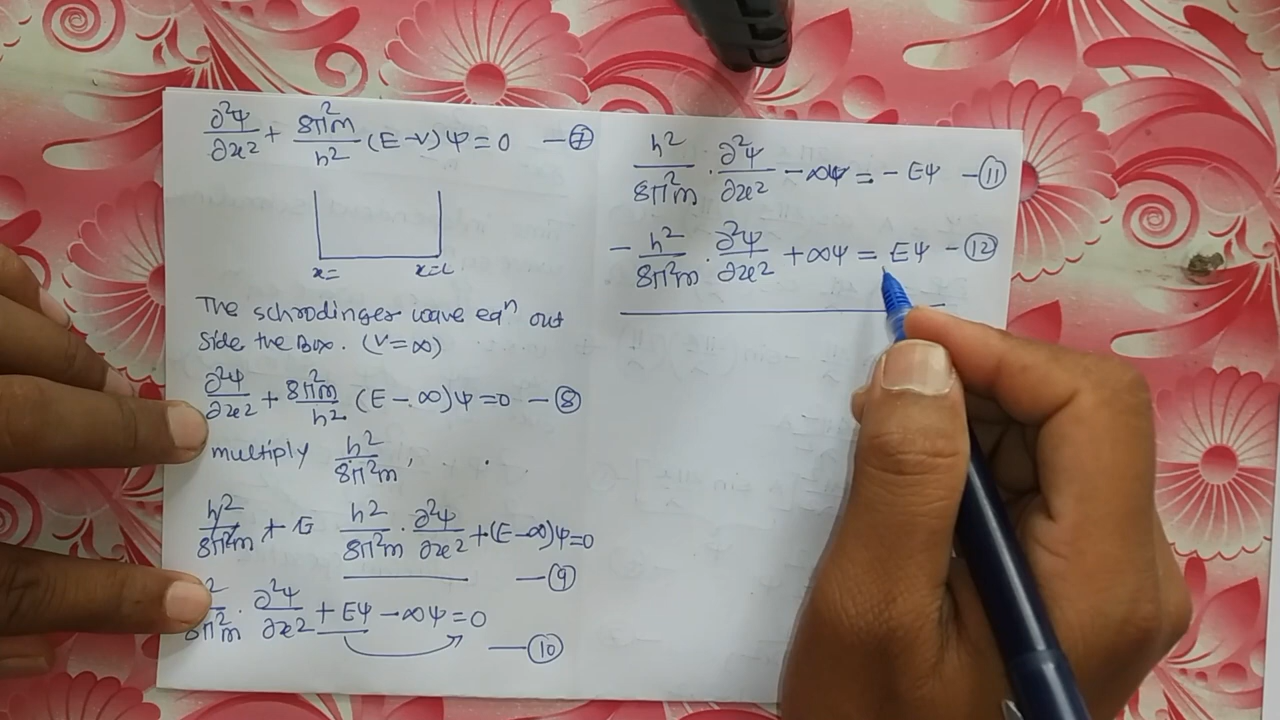 ∂²ψ/∂x² + 8π²m/h² (E-V)ψ = 0 —⑦
x= x=L
The schrodinger wave eqⁿ out
side the Box. (V=∞)
∂²ψ/∂x² + 8π²m/h² (E-∞)ψ=0 —⑧
multiply h²/8π²m,
h²/8π²m · ∂²ψ/∂x² + (E-∞)ψ=0
—⑨
²/8π²m · ∂²ψ/∂x² + Eψ - ∞ψ = 0
—⑩
h²/8π²m · ∂²ψ/∂x² - ∞ψ = - Eψ —⑪
- h²/8π²m · ∂²ψ/∂x² + ∞ψ = Eψ —⑫